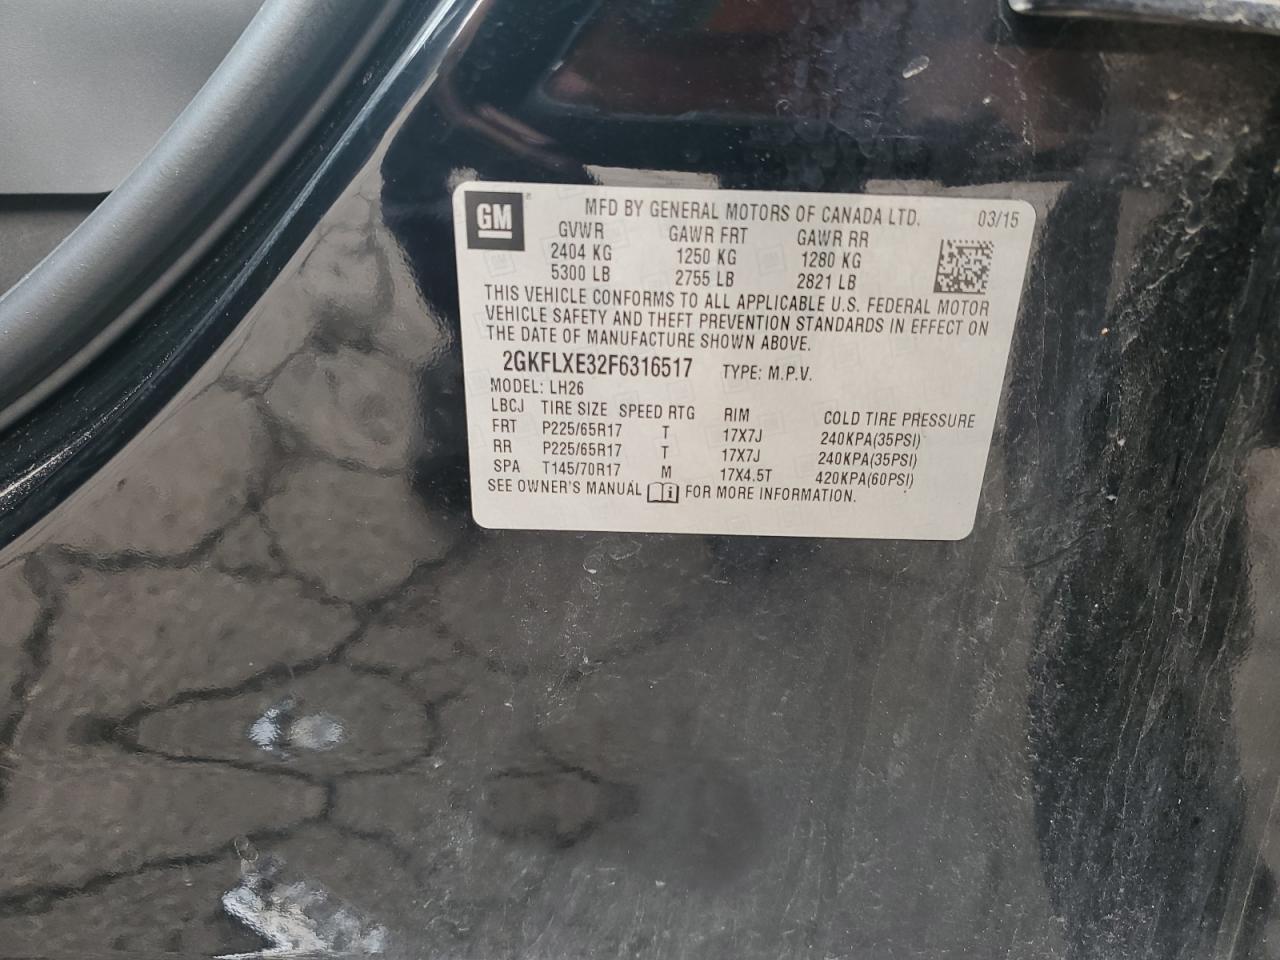 GM
MFD BY GENERAL MOTORS OF CANADA LTD. 03/15
GVWR GAWR FRT GAWR RR
2404 KG 1250 KG 1280 KG
5300 LB 2755 LB 2821 LB
THIS VEHICLE CONFORMS TO ALL APPLICABLE U.S. FEDERAL MOTOR
VEHICLE SAFETY AND THEFT PREVENTION STANDARDS IN EFFECT ON
THE DATE OF MANUFACTURE SHOWN ABOVE.
2GKFLXE32F6316517 TYPE: M.P.V.
MODEL: LH26
LBCJ TIRE SIZE SPEED RTG RIM COLD TIRE PRESSURE
FRT P225/65R17 T 17X7J 240KPA(35PSI)
RR P225/65R17 T 17X7J 240KPA(35PSI)
SPA T145/70R17 M 17X4.5T 420KPA(60PSI)
SEE OWNER'S MANUAL FOR MORE INFORMATION.